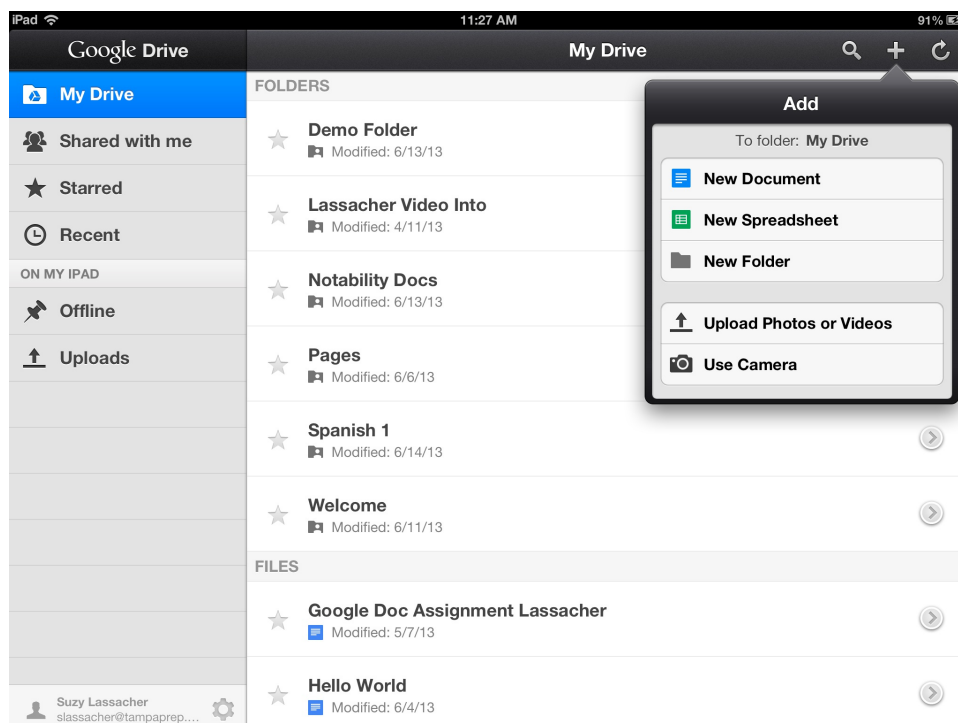 iPad 11:27 AM 91%
Google Drive
My Drive
My Drive
Shared with me
Starred
Recent
ON MY IPAD
Offline
Uploads
Suzy Lassacher
slassacher@tampaprep....
FOLDERS
Demo Folder
Modified: 6/13/13
Lassacher Video Into
Modified: 4/11/13
Notability Docs
Modified: 6/13/13
Pages
Modified: 6/6/13
Spanish 1
Modified: 6/14/13
Welcome
Modified: 6/11/13
FILES
Google Doc Assignment Lassacher
Modified: 5/7/13
Hello World
Modified: 6/4/13
Add
To folder: My Drive
New Document
New Spreadsheet
New Folder
Upload Photos or Videos
Use Camera